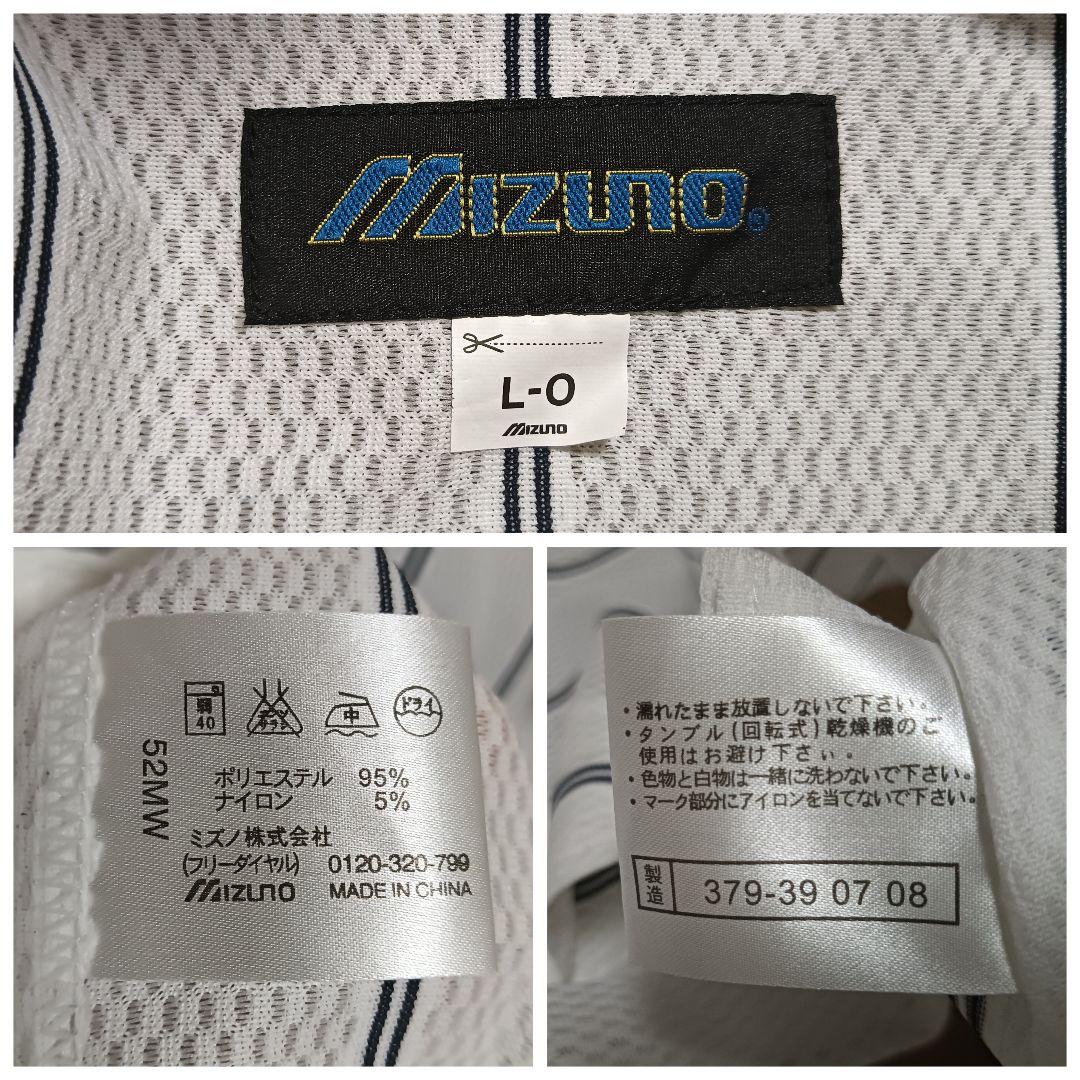 MIZUNO
L-O
MIZUNO
弱
40
ドライ
中
52MW
ポリエステル 95%
ナイロン 5%
ミズノ株式会社
(フリーダイヤル) 0120-320-799
MIZUNO MADE IN CHINA
・濡れたまま放置しないで下さい。
・タンブル(回転式)乾燥機のご
使用はお避け下さい。
・色物と白物は一緒に洗わないで下さい。
・マーク部分にアイロンを当てないで下さい。
製造 379-39 07 08